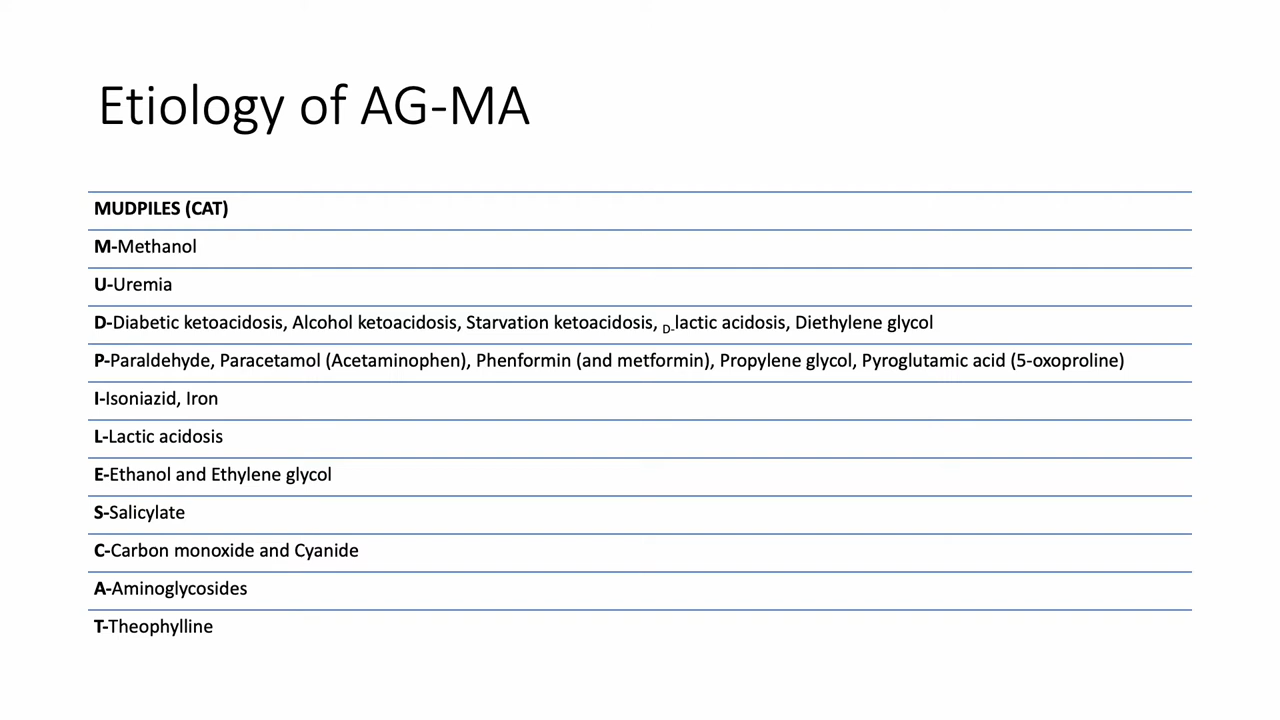 Etiology of AG-MA
MUDPILES (CAT)
M-Methanol
U-Uremia
D-Diabetic ketoacidosis, Alcohol ketoacidosis, Starvation ketoacidosis, D-lactic acidosis, Diethylene glycol
P-Paraldehyde, Paracetamol (Acetaminophen), Phenformin (and metformin), Propylene glycol, Pyroglutamic acid (5-oxoproline)
I-Isoniazid, Iron
L-Lactic acidosis
E-Ethanol and Ethylene glycol
S-Salicylate
C-Carbon monoxide and Cyanide
A-Aminoglycosides
T-Theophylline